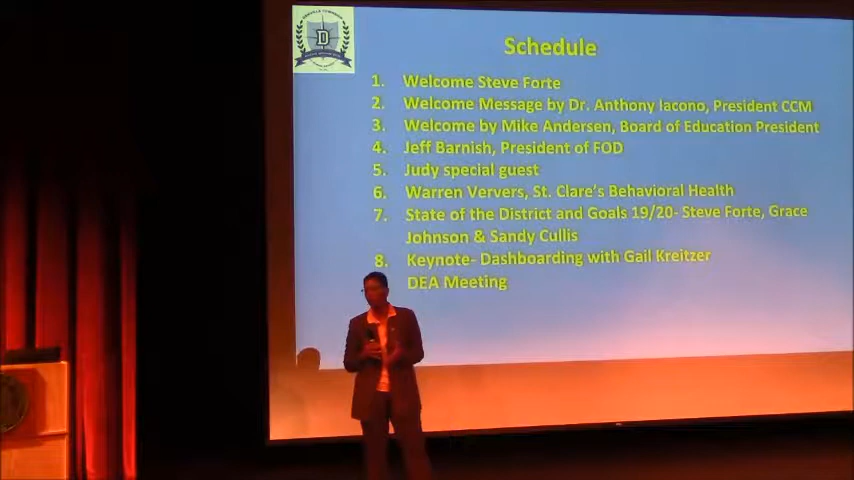 Schedule
1. Welcome Steve Forte
2. Welcome Message by Dr. Anthony Iacono, President CCM
3. Welcome by Mike Andersen, Board of Education President
4. Jeff Barnish, President of FOD
5. Judy special guest
6. Warren Ververs, St. Clare's Behavioral Health
7. State of the District and Goals 19/20- Steve Forte, Grace
Johnson & Sandy Cullis
8. Keynote- Dashboarding with Gail Kreitzer
DEA Meeting
D